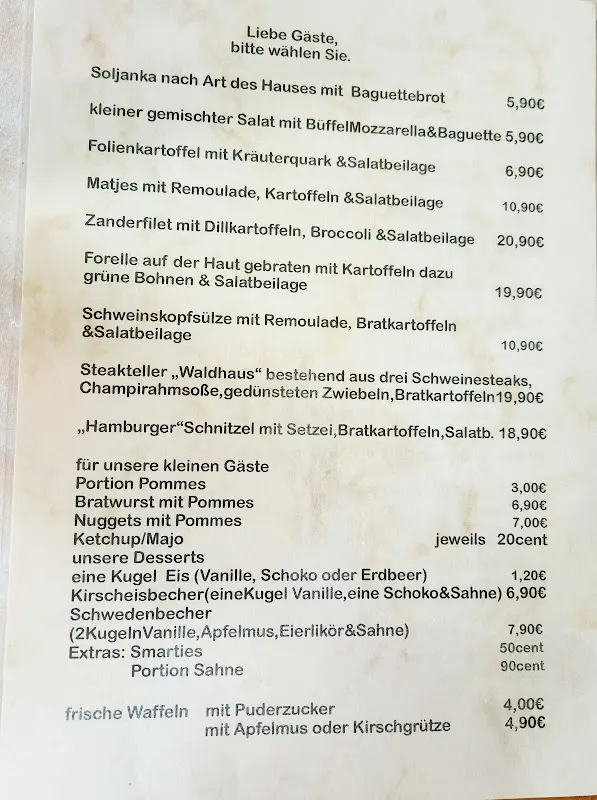 Liebe Gäste,
bitte wählen Sie.
Soljanka nach Art des Hauses mit Baguettebrot 5,90€
kleiner gemischter Salat mit BüffelMozzarella&Baguette 5,90€
Folienkartoffel mit Kräuterquark &Salatbeilage 6,90€
Matjes mit Remoulade, Kartoffeln &Salatbeilage 10,90€
Zanderfilet mit Dillkartoffeln, Broccoli &Salatbeilage 20,90€
Forelle auf der Haut gebraten mit Kartoffeln dazu
grüne Bohnen & Salatbeilage 19,90€
Schweinskopfsülze mit Remoulade, Bratkartoffeln
&Salatbeilage 10,90€
Steakteller „Waldhaus“ bestehend aus drei Schweinesteaks,
Champirahmsoße,gedünsteten Zwiebeln,Bratkartoffeln19,90€
„Hamburger“Schnitzel mit Setzei,Bratkartoffeln,Salatb. 18,90€
für unsere kleinen Gäste
Portion Pommes 3,00€
Bratwurst mit Pommes 6,90€
Nuggets mit Pommes 7,00€
Ketchup/Majo jeweils 20cent
unsere Desserts
eine Kugel Eis (Vanille, Schoko oder Erdbeer) 1,20€
Kirscheisbecher(eineKugel Vanille,eine Schoko&Sahne) 6,90€
Schwedenbecher
(2KugelnVanille,Apfelmus,Eierlikör&Sahne) 7,90€
Extras: Smarties 50cent
Portion Sahne 90cent
frische Waffeln mit Puderzucker 4,00€
mit Apfelmus oder Kirschgrütze 4,90€